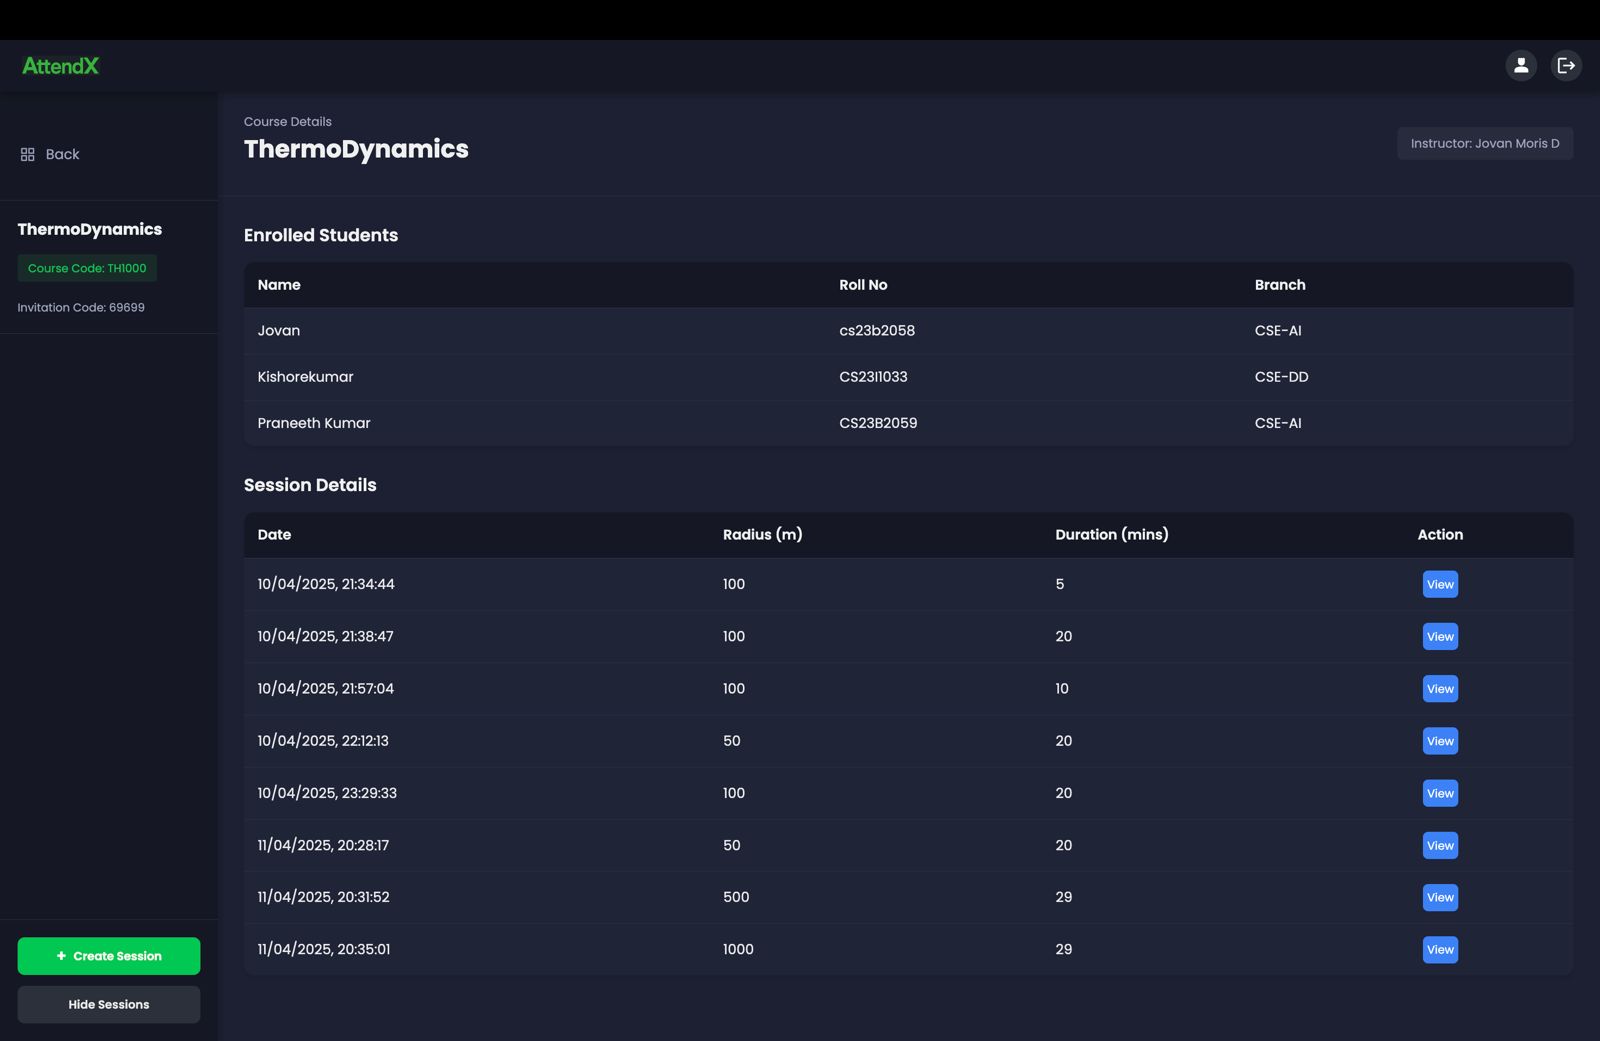 AttendX
Back
ThermoDynamics
Course Code: TH1000
Invitation Code: 69699
Course Details
ThermoDynamics
Instructor: Jovan Moris D
Enrolled Students
Name Roll No Branch
Jovan cs23b2058 CSE-AI
Kishorekumar CS23I1033 CSE-DD
Praneeth Kumar CS23B2059 CSE-AI
Session Details
Date Radius (m) Duration (mins) Action
10/04/2025, 21:34:44 100 5 View
10/04/2025, 21:38:47 100 20 View
10/04/2025, 21:57:04 100 10 View
10/04/2025, 22:12:13 50 20 View
10/04/2025, 23:29:33 100 20 View
11/04/2025, 20:28:17 50 20 View
11/04/2025, 20:31:52 500 29 View
11/04/2025, 20:35:01 1000 29 View
+ Create Session
Hide Sessions